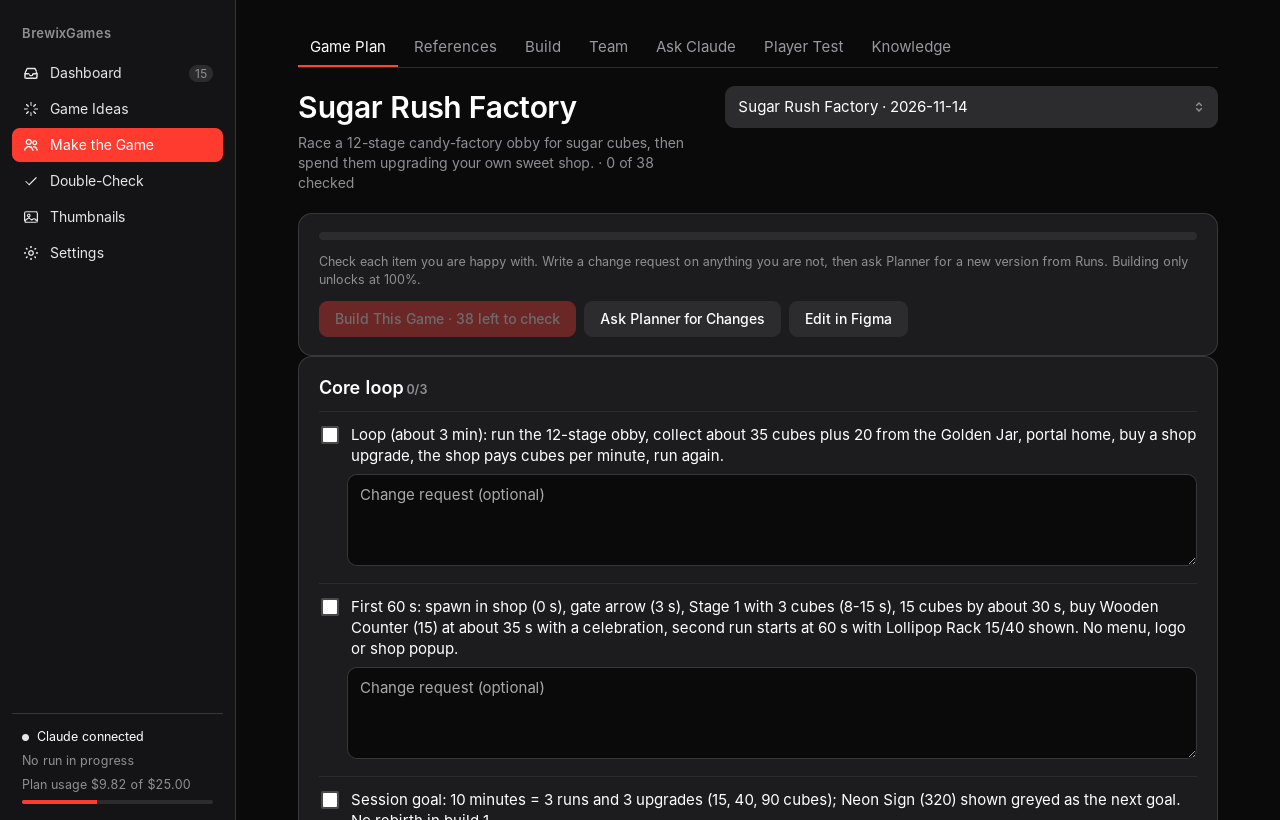 BrewixGames
Dashboard 15
Game Ideas
Make the Game
Double-Check
Thumbnails
Settings
Claude connected
No run in progress
Plan usage $9.82 of $25.00
Game Plan References Build Team Ask Claude Player Test Knowledge
Sugar Rush Factory
Race a 12-stage candy-factory obby for sugar cubes, then
spend them upgrading your own sweet shop. · 0 of 38
checked
Sugar Rush Factory · 2026-11-14
Check each item you are happy with. Write a change request on anything you are not, then ask Planner for a new version from Runs. Building only
unlocks at 100%.
Build This Game · 38 left to check Ask Planner for Changes Edit in Figma
Core loop 0/3
Loop (about 3 min): run the 12-stage obby, collect about 35 cubes plus 20 from the Golden Jar, portal home, buy a shop
upgrade, the shop pays cubes per minute, run again.
Change request (optional)
First 60 s: spawn in shop (0 s), gate arrow (3 s), Stage 1 with 3 cubes (8-15 s), 15 cubes by about 30 s, buy Wooden
Counter (15) at about 35 s with a celebration, second run starts at 60 s with Lollipop Rack 15/40 shown. No menu, logo
or shop popup.
Change request (optional)
Session goal: 10 minutes = 3 runs and 3 upgrades (15, 40, 90 cubes); Neon Sign (320) shown greyed as the next goal.
No rebirth in build 1.